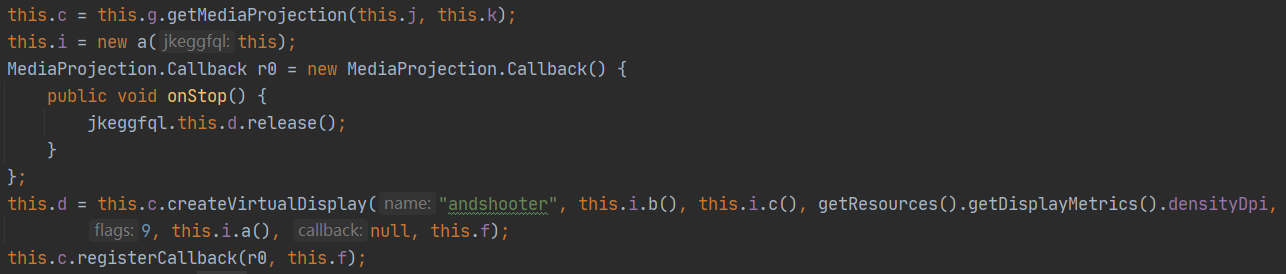 this.c = this.g.getMediaProjection(this.j, this.k);
this.i = new a( jkeggfql: this);
MediaProjection.Callback r0 = new MediaProjection.Callback() {
    public void onStop() {
        jkeggfql.this.d.release();
    }
};
this.d = this.c.createVirtualDisplay( name: "andshooter", this.i.b(), this.i.c(), getResources().getDisplayMetrics().densityDpi,
        flags: 9, this.i.a(), callback: null, this.f);
this.c.registerCallback(r0, this.f);